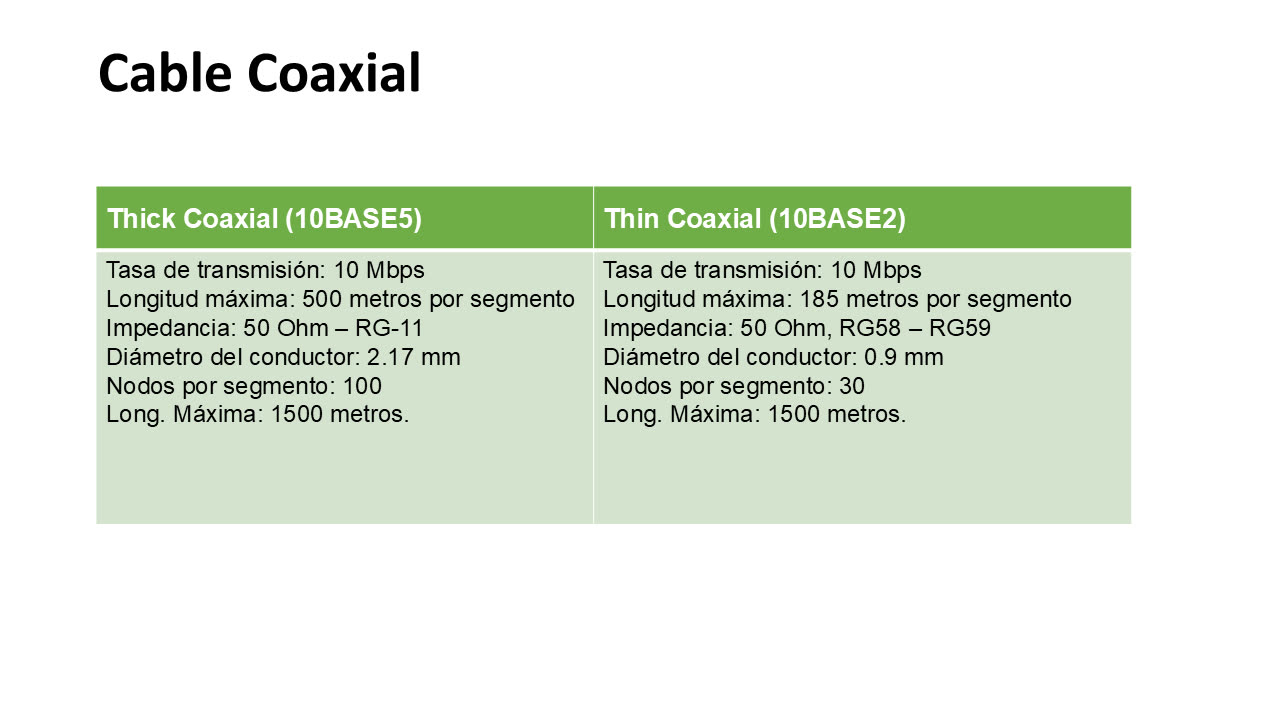 Cable Coaxial
Thick Coaxial (10BASE5)
Tasa de transmisión: 10 Mbps
Longitud máxima: 500 metros por segmento
Impedancia: 50 Ohm – RG-11
Diámetro del conductor: 2.17 mm
Nodos por segmento: 100
Long. Máxima: 1500 metros.
Thin Coaxial (10BASE2)
Tasa de transmisión: 10 Mbps
Longitud máxima: 185 metros por segmento
Impedancia: 50 Ohm, RG58 – RG59
Diámetro del conductor: 0.9 mm
Nodos por segmento: 30
Long. Máxima: 1500 metros.